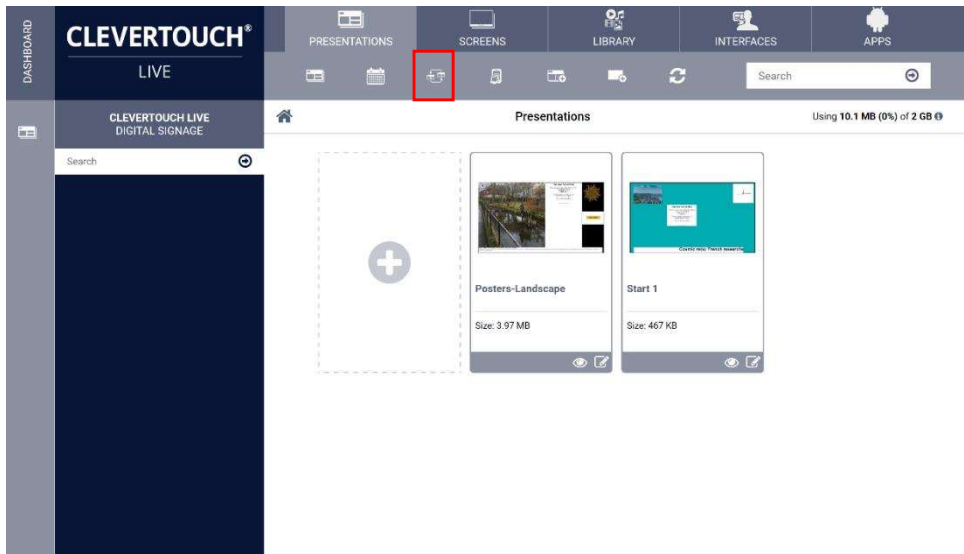 DASHBOARD
CLEVERTOUCH®
LIVE
PRESENTATIONS
SCREENS
LIBRARY
INTERFACES
APPS
Search
CLEVERTOUCH LIVE
DIGITAL SIGNAGE
Search
Presentations
Using 10.1 MB (0%) of 2 GB
Posters-Landscape
Size: 3.97 MB
Start 1
Size: 467 KB